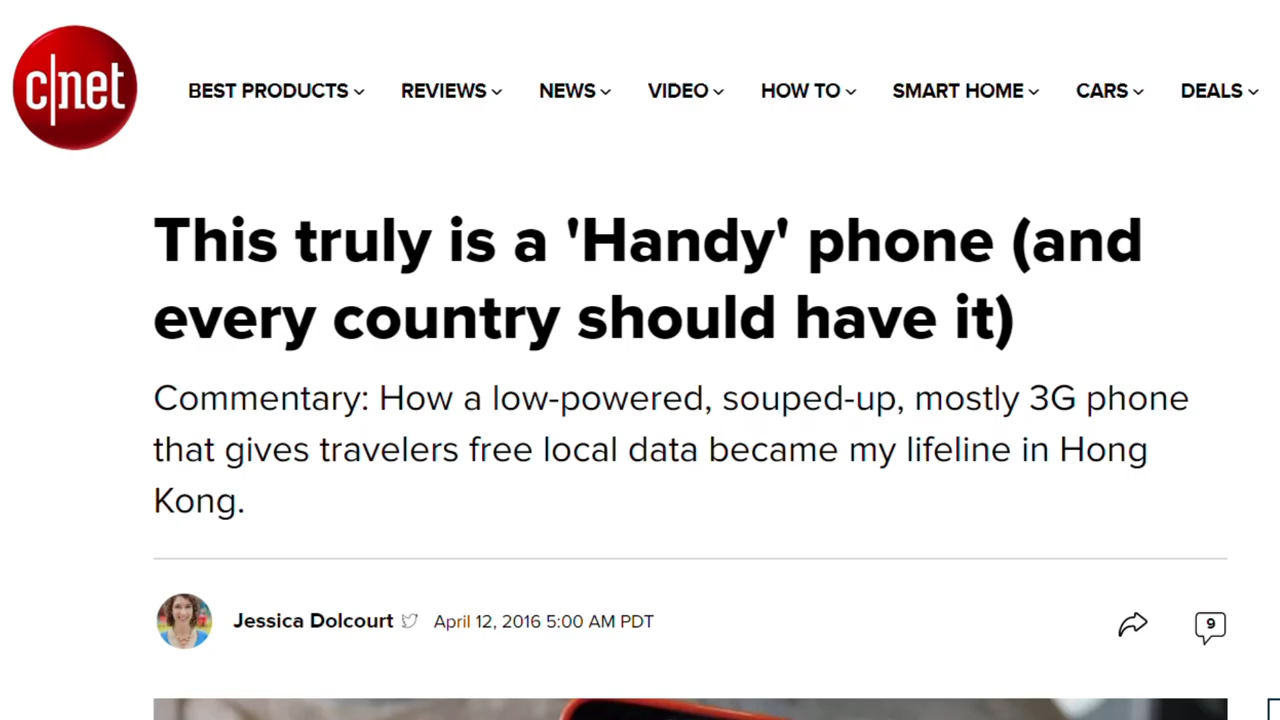 c|net
BEST PRODUCTS REVIEWS NEWS VIDEO HOW TO SMART HOME CARS DEALS
This truly is a 'Handy' phone (and
every country should have it)
Commentary: How a low-powered, souped-up, mostly 3G phone
that gives travelers free local data became my lifeline in Hong
Kong.
Jessica Dolcourt April 12, 2016 5:00 AM PDT
9